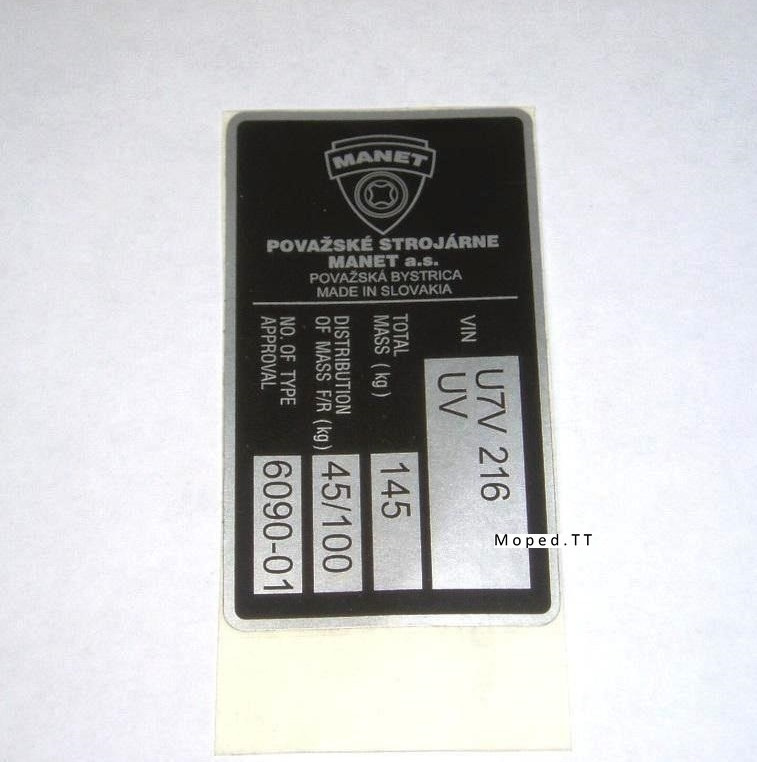 MANET
POVAŽSKÉ STROJÁRNE
MANET a.s.
POVAŽSKÁ BYSTRICA
MADE IN SLOVAKIA
VIN
U7V 216
UV
TOTAL
MASS (kg)
145
DISTRIBUTION
OF MASS F/R (kg)
45/100
NO. OF TYPE
APPROVAL
6090-01
Moped.TT